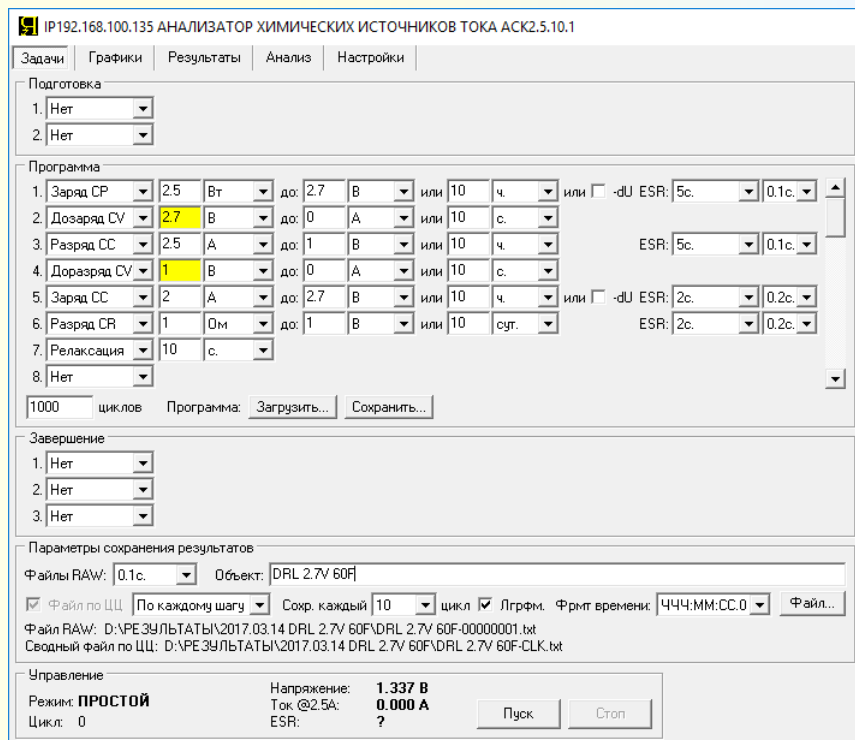 IP192.168.100.135 АНАЛИЗАТОР ХИМИЧЕСКИХ ИСТОЧНИКОВ ТОКА АСК2.5.10.1
Задачи Графики Результаты Анализ Настройки
Подготовка
1. Нет
2. Нет
Программа
1. Заряд CP 2.5 Вт до: 2.7 В или 10 ч. или -dU ESR: 5с. 0.1с.
2. Дозаряд CV 2.7 В до: 0 А или 10 с.
3. Разряд CC 2.5 А до: 1 В или 10 ч. ESR: 5с. 0.1с.
4. Доразряд CV 1 В до: 0 А или 10 с.
5. Заряд CC 2 А до: 2.7 В или 10 ч. или -dU ESR: 2с. 0.2с.
6. Разряд CR 1 Ом до: 1 В или 10 сут. ESR: 2с. 0.2с.
7. Релаксация 10 с.
8. Нет
1000 циклов Программа: Загрузить... Сохранить...
Завершение
1. Нет
2. Нет
3. Нет
Параметры сохранения результатов
Файлы RAW: 0.1с. Объект: DRL 2.7V 60F
Файл по ЦЦ По каждому шагу Сохр. каждый 10 цикл Лгрфм. Фрмт времени: ЧЧЧ:ММ:СС.0 Файл...
Файл RAW: D:\РЕЗУЛЬТАТЫ\2017.03.14 DRL 2.7V 60F\DRL 2.7V 60F-00000001.txt
Сводный файл по ЦЦ: D:\РЕЗУЛЬТАТЫ\2017.03.14 DRL 2.7V 60F\DRL 2.7V 60F-CLK.txt
Управление
Режим: ПРОСТОЙ
Цикл: 0
Напряжение: 1.337 В
Ток @2.5А: 0.000 А
ESR: ?
Пуск Стоп